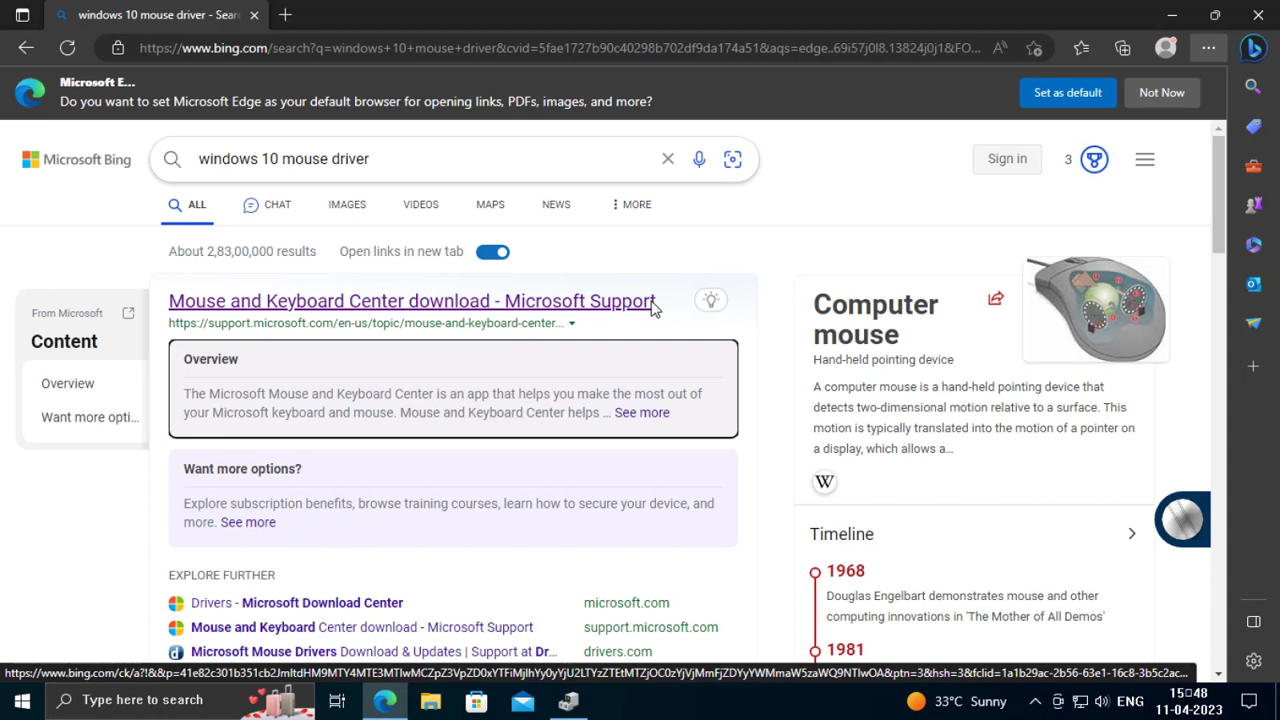 windows 10 mouse driver - Sear
https://www.bing.com/search?q=windows+10+mouse+driver&cvid=5fae1727b90c40298b702df9da174a51&aqs=edge..69i57j0l8.13824j0j1&FO...
Microsoft E...
Do you want to set Microsoft Edge as your default browser for opening links, PDFs, images, and more?
Set as default
Not Now
Microsoft Bing
windows 10 mouse driver
Sign in
3
ALL
CHAT
IMAGES
VIDEOS
MAPS
NEWS
MORE
About 2,83,00,000 results
Open links in new tab
From Microsoft
Content
Overview
Want more opti...
Mouse and Keyboard Center download - Microsoft Support
https://support.microsoft.com/en-us/topic/mouse-and-keyboard-center...
Overview
The Microsoft Mouse and Keyboard Center is an app that helps you make the most out of
your Microsoft keyboard and mouse. Mouse and Keyboard Center helps ... See more
Want more options?
Explore subscription benefits, browse training courses, learn how to secure your device, and
more. See more
EXPLORE FURTHER
Drivers - Microsoft Download Center
microsoft.com
Mouse and Keyboard Center download - Microsoft Support
support.microsoft.com
Microsoft Mouse Drivers Download & Updates | Support at Dr...
drivers.com
Computer
mouse
Hand-held pointing device
A computer mouse is a hand-held pointing device that
detects two-dimensional motion relative to a surface. This
motion is typically translated into the motion of a pointer on
a display, which allows a...
W
Timeline
1968
Douglas Engelbart demonstrates mouse and other
computing innovations in 'The Mother of All Demos'
1981
Type here to search
33°C Sunny
ENG
15:48
11-04-2023